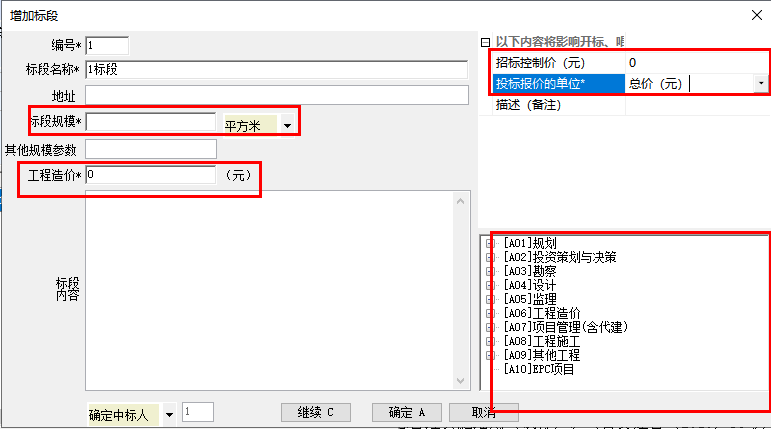 增加标段
编号* 1
标段名称* 1标段
地址
标段规模* 平方米
其他规模参数
工程造价* 0 （元）
标段
内容
确定中标人 1
继续 C 确定 A 取消
以下内容将影响开标、
招标控制价（元） 0
投标报价的单位* 总价（元）
描述（备注）
[A01]规划
[A02]投资策划与决策
[A03]勘察
[A04]设计
[A05]监理
[A06]工程造价
[A07]项目管理(含代建)
[A08]工程施工
[A09]其他工程
[A10]EPC项目